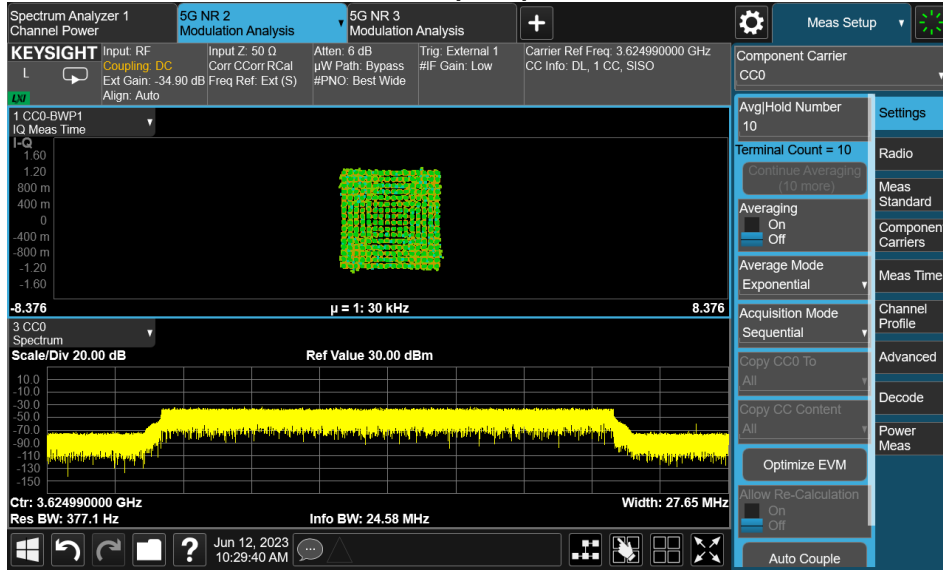 Spectrum Analyzer 1
Channel Power
5G NR 2
Modulation Analysis
5G NR 3
Modulation Analysis
Meas Setup
KEYSIGHT
L
LXI
Input: RF
Coupling: DC
Ext Gain: -34.90 dB
Align: Auto
Input Z: 50 Ω
Corr CCorr RCal
Freq Ref: Ext (S)
Atten: 6 dB
µW Path: Bypass
#PNO: Best Wide
Trig: External 1
#IF Gain: Low
Carrier Ref Freq: 3.624990000 GHz
CC Info: DL, 1 CC, SISO
1 CC0-BWP1
IQ Meas Time
I-Q
1.60
1.20
800 m
400 m
0
-400 m
-800 m
-1.20
-1.60
-8.376
µ = 1: 30 kHz
8.376
3 CC0
Spectrum
Scale/Div 20.00 dB
Ref Value 30.00 dBm
10.0
-10.0
-30.0
-50.0
-70.0
-90.0
-110
-130
-150
Ctr: 3.624990000 GHz
Width: 27.65 MHz
Res BW: 377.1 Hz
Info BW: 24.58 MHz
?
Jun 12, 2023
10:29:40 AM
Component Carrier
CC0
Avg|Hold Number
10
Terminal Count = 10
Continue Averaging
(10 more)
Averaging
On
Off
Average Mode
Exponential
Acquisition Mode
Sequential
Copy CC0 To
All
Copy CC Content
All
Optimize EVM
Allow Re-Calculation
On
Off
Auto Couple
Settings
Radio
Meas
Standard
Component
Carriers
Meas Time
Channel
Profile
Advanced
Decode
Power
Meas